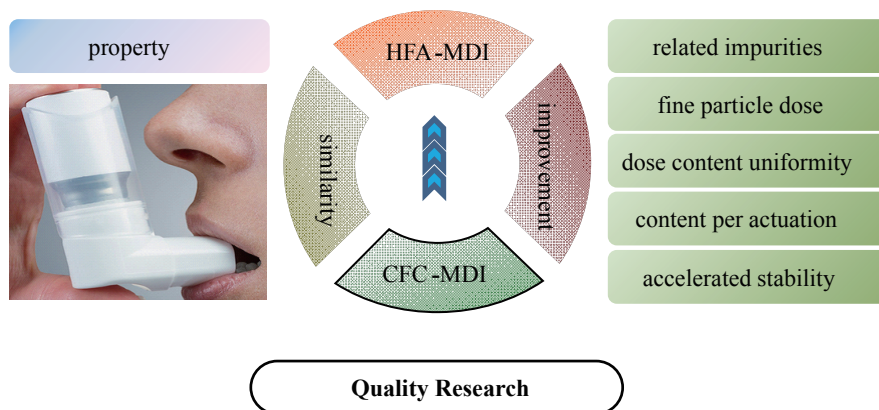 property
HFA-MDI
similarity
improvement
CFC-MDI
related impurities
fine particle dose
dose content uniformity
content per actuation
accelerated stability
Quality Research